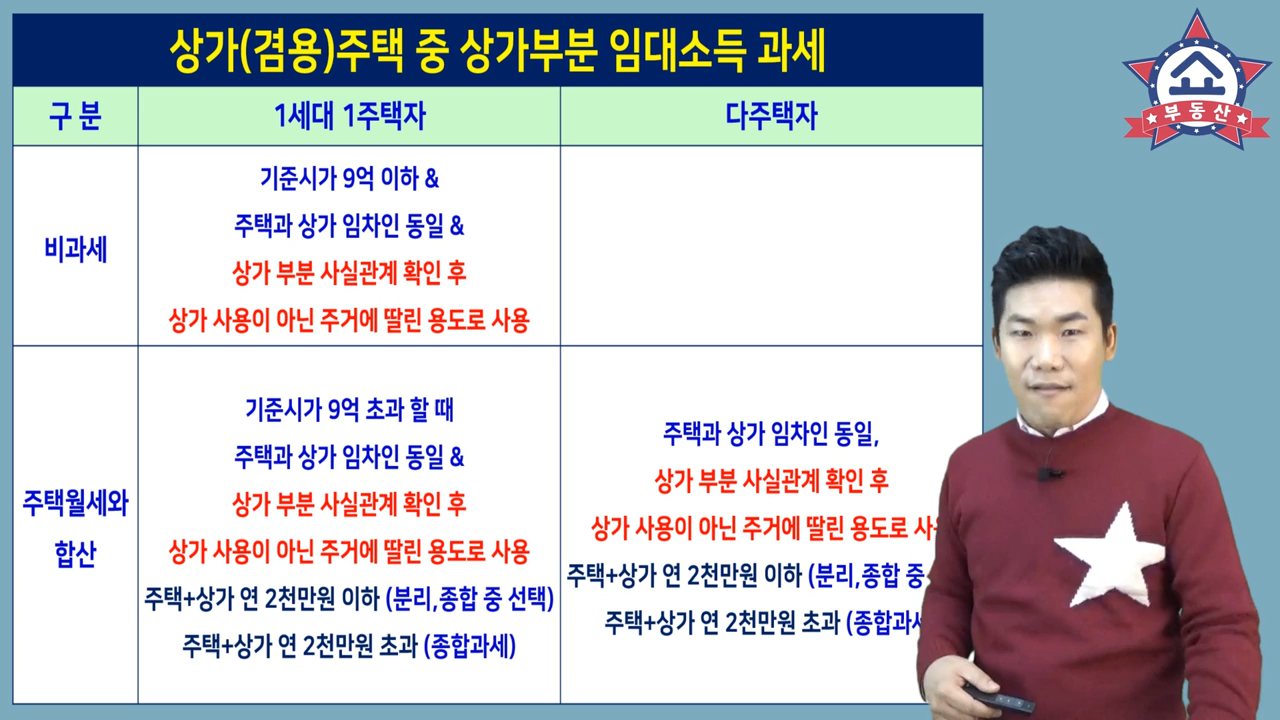 상가(겸용)주택 중 상가부분 임대소득 과세
구 분
1세대 1주택자
다주택자
비과세
기준시가 9억 이하 &
주택과 상가 임차인 동일 &
상가 부분 사실관계 확인 후
상가 사용이 아닌 주거에 딸린 용도로 사용
주택월세와
합산
기준시가 9억 초과 할 때
주택과 상가 임차인 동일 &
상가 부분 사실관계 확인 후
상가 사용이 아닌 주거에 딸린 용도로 사용
주택+상가 연 2천만원 이하 (분리,종합 중 선택)
주택+상가 연 2천만원 초과 (종합과세)
주택과 상가 임차인 동일,
상가 부분 사실관계 확인 후
상가 사용이 아닌 주거에 딸린 용도로
주택+상가 연 2천만원 이하 (분리,종합 중
주택+상가 연 2천만원 초과 (종합과세
쇼
부동산